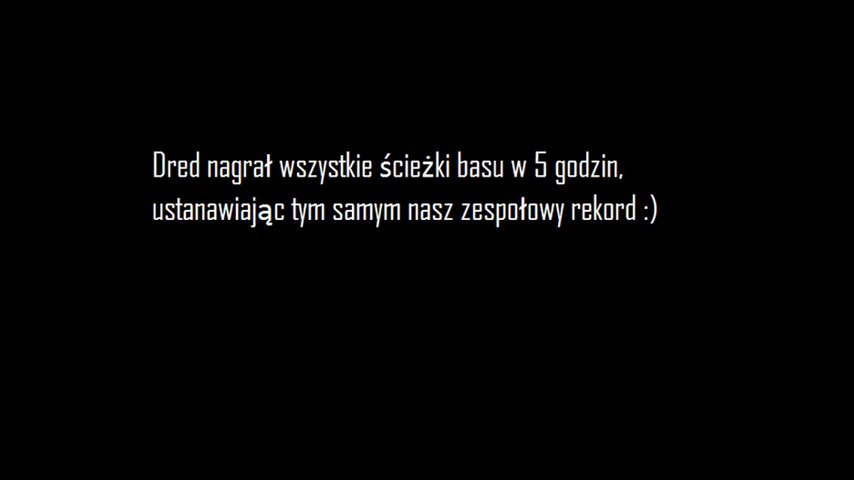 Dred nagrał wszystkie ścieżki basu w 5 godzin,
ustanawiając tym samym nasz zespołowy rekord :)